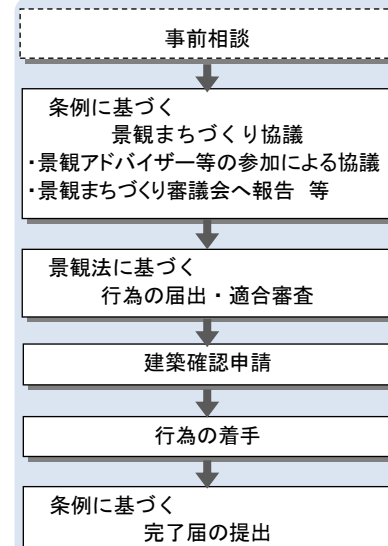 事前相談
条例に基づく
景観まちづくり協議
・景観アドバイザー等の参加による協議
・景観まちづくり審議会へ報告 等
景観法に基づく
行為の届出・適合審査
建築確認申請
行為の着手
条例に基づく
完了届の提出